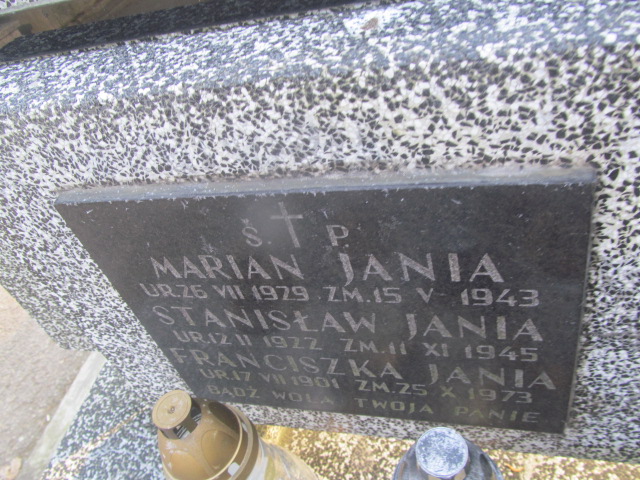 Ś. P.
MARIAN JANIA
UR.26 VII 1929 ZM.15 V 1943
STANISŁAW JANIA
UR.12 II 1922 ZM.11 XI 1945
FRANCISZKA JANIA
UR.17 VII 1901 ZM.25 X 1973
BĄDŹ WOLA TWOJA PANIE